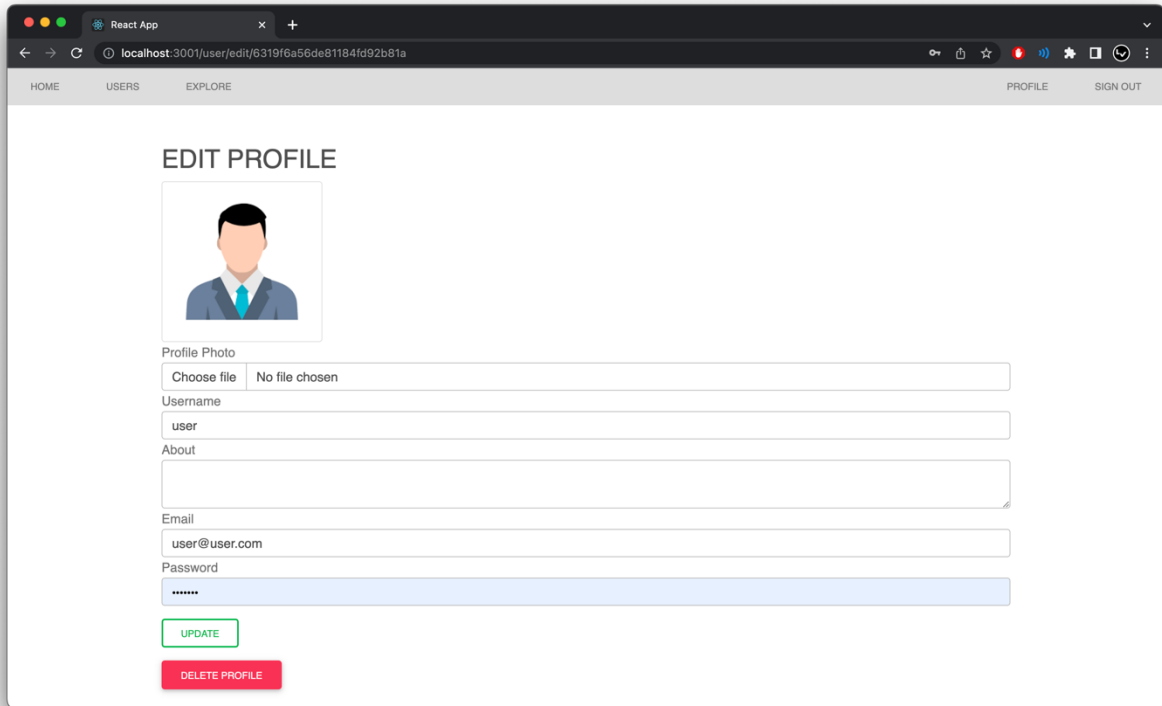 React App
localhost:3001/user/edit/6319f6a56de81184fd92b81a
HOME USERS EXPLORE PROFILE SIGN OUT
EDIT PROFILE
Profile Photo
Choose file No file chosen
Username
user
About
Email
user@user.com
Password
•••••••
UPDATE
DELETE PROFILE